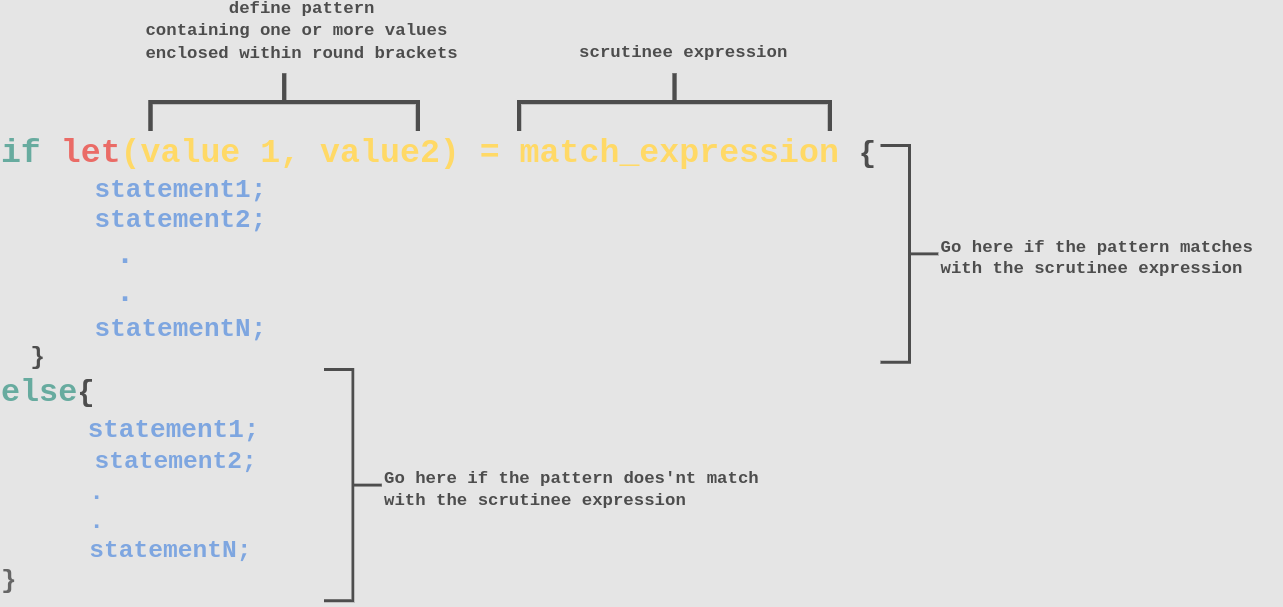 define pattern
containing one or more values
enclosed within round brackets
scrutinee expression
if let(value 1, value2) = match_expression {
statement1;
statement2;
.
.
statementN;
}
Go here if the pattern matches
with the scrutinee expression
else{
statement1;
statement2;
.
.
statementN;
}
Go here if the pattern does'nt match
with the scrutinee expression